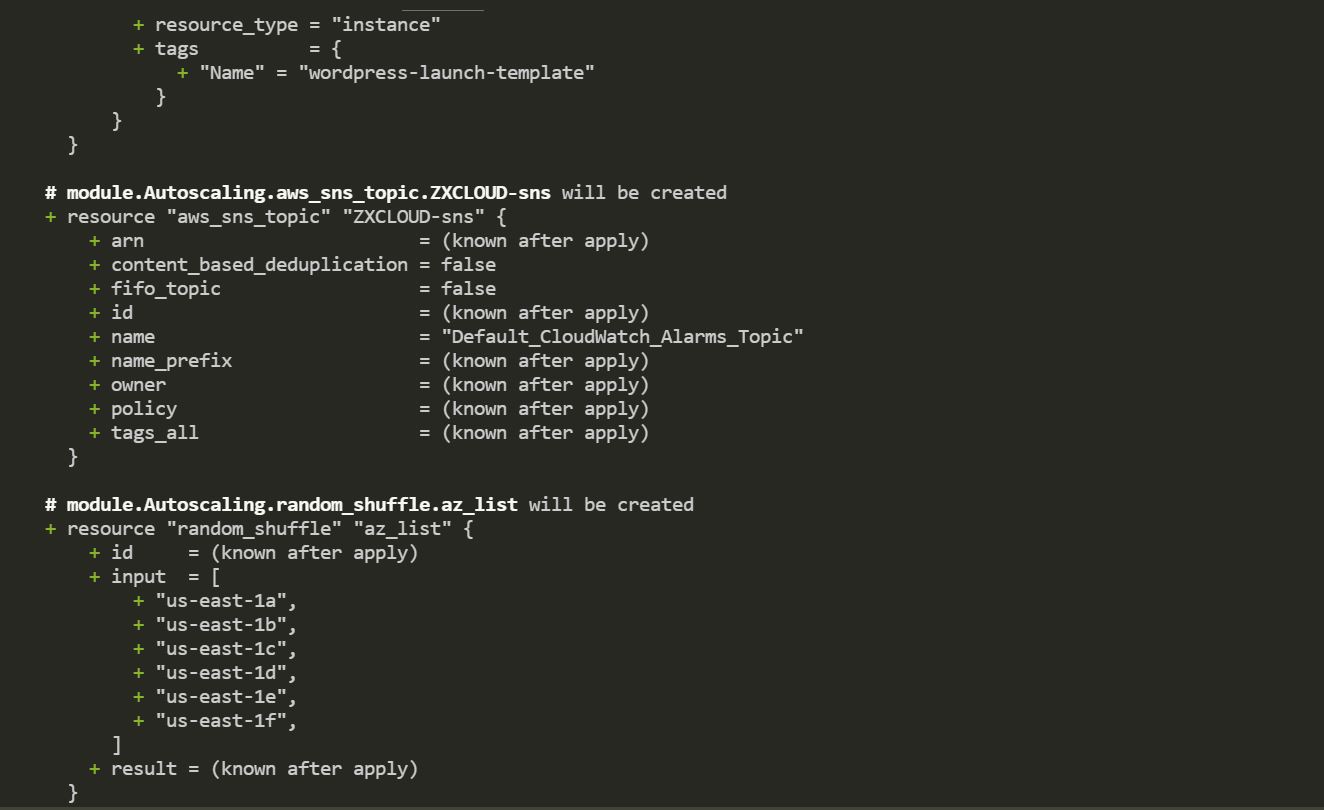 + resource_type = "instance"
+ tags          = {
+ "Name" = "wordpress-launch-template"
}
}
}
# module.Autoscaling.aws_sns_topic.ZXCLOUD-sns will be created
+ resource "aws_sns_topic" "ZXCLOUD-sns" {
+ arn                         = (known after apply)
+ content_based_deduplication = false
+ fifo_topic                  = false
+ id                          = (known after apply)
+ name                        = "Default_CloudWatch_Alarms_Topic"
+ name_prefix                 = (known after apply)
+ owner                       = (known after apply)
+ policy                      = (known after apply)
+ tags_all                    = (known after apply)
}
# module.Autoscaling.random_shuffle.az_list will be created
+ resource "random_shuffle" "az_list" {
+ id     = (known after apply)
+ input  = [
+ "us-east-1a",
+ "us-east-1b",
+ "us-east-1c",
+ "us-east-1d",
+ "us-east-1e",
+ "us-east-1f",
]
+ result = (known after apply)
}